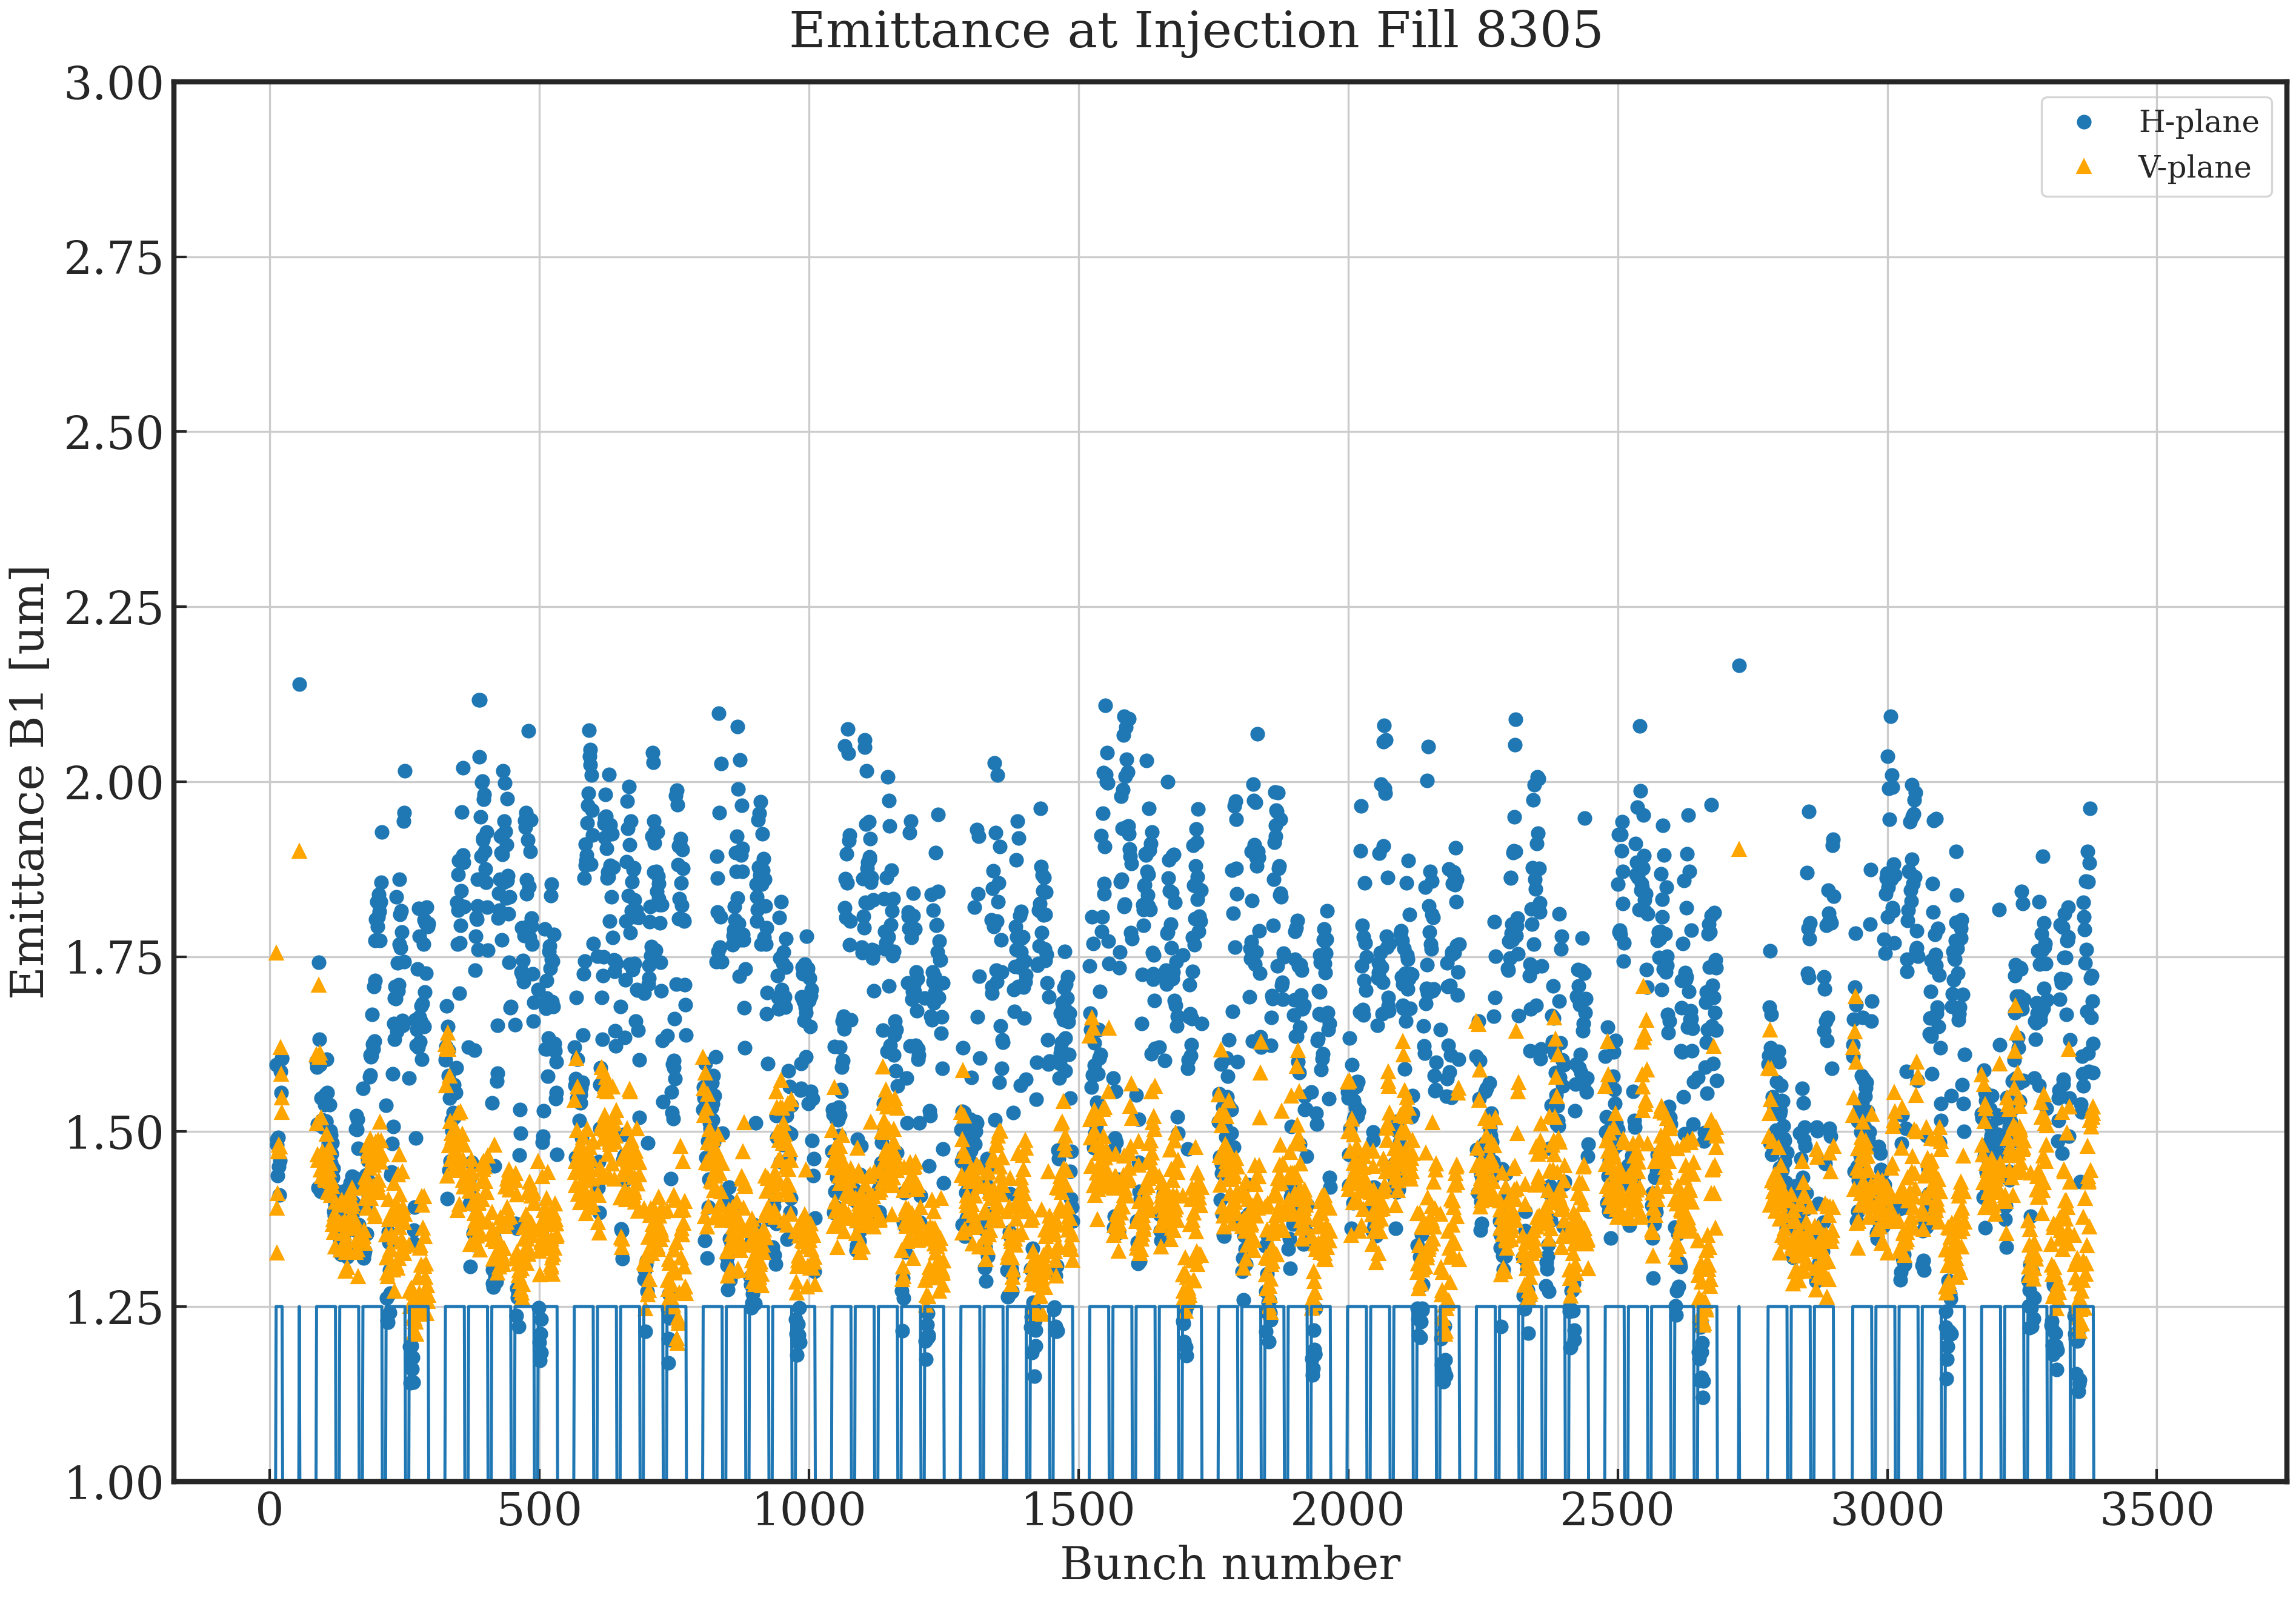 Emittance at Injection Fill 8305
3.00
2.75
2.50
2.25
2.00
1.75
1.50
1.25
1.00
Emittance B1 [um]
H-plane
V-plane
0 500 1000 1500 2000 2500 3000 3500
Bunch number